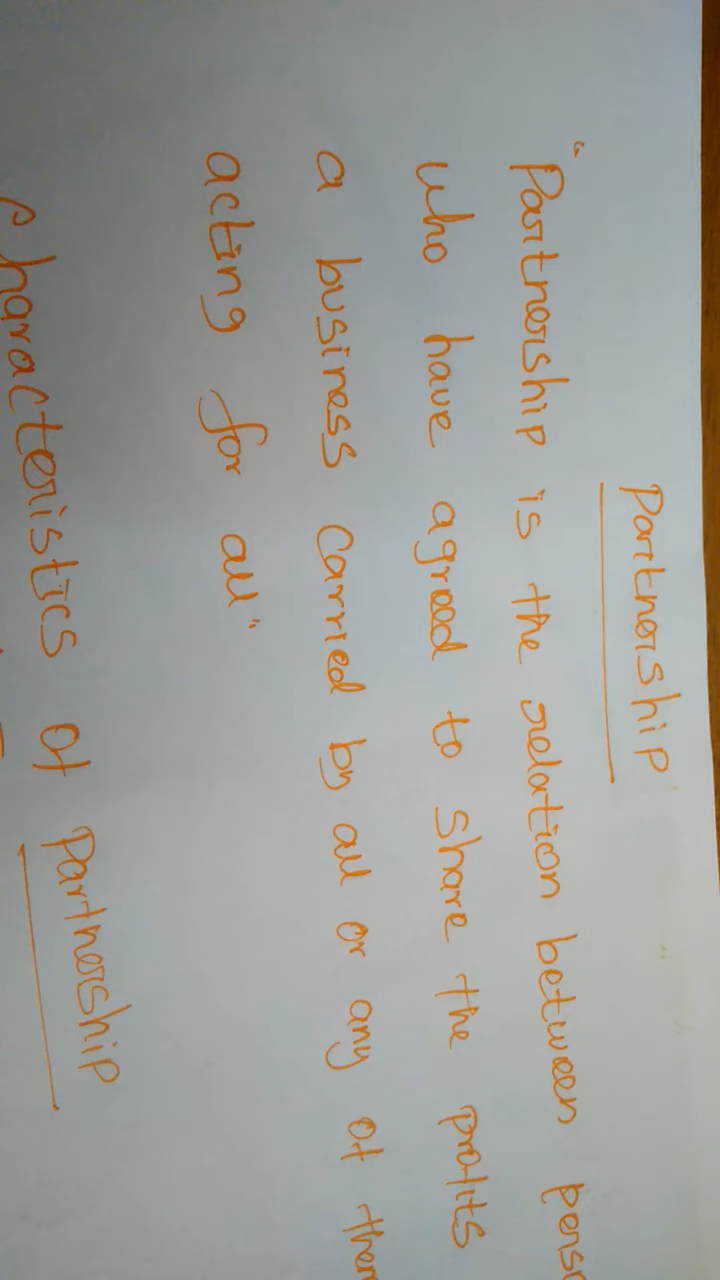 Partnership
"Partnership is the relation between
who have agreed to share the profits
a business carried by all or any of
acting for all"
Characteristics of Partnership